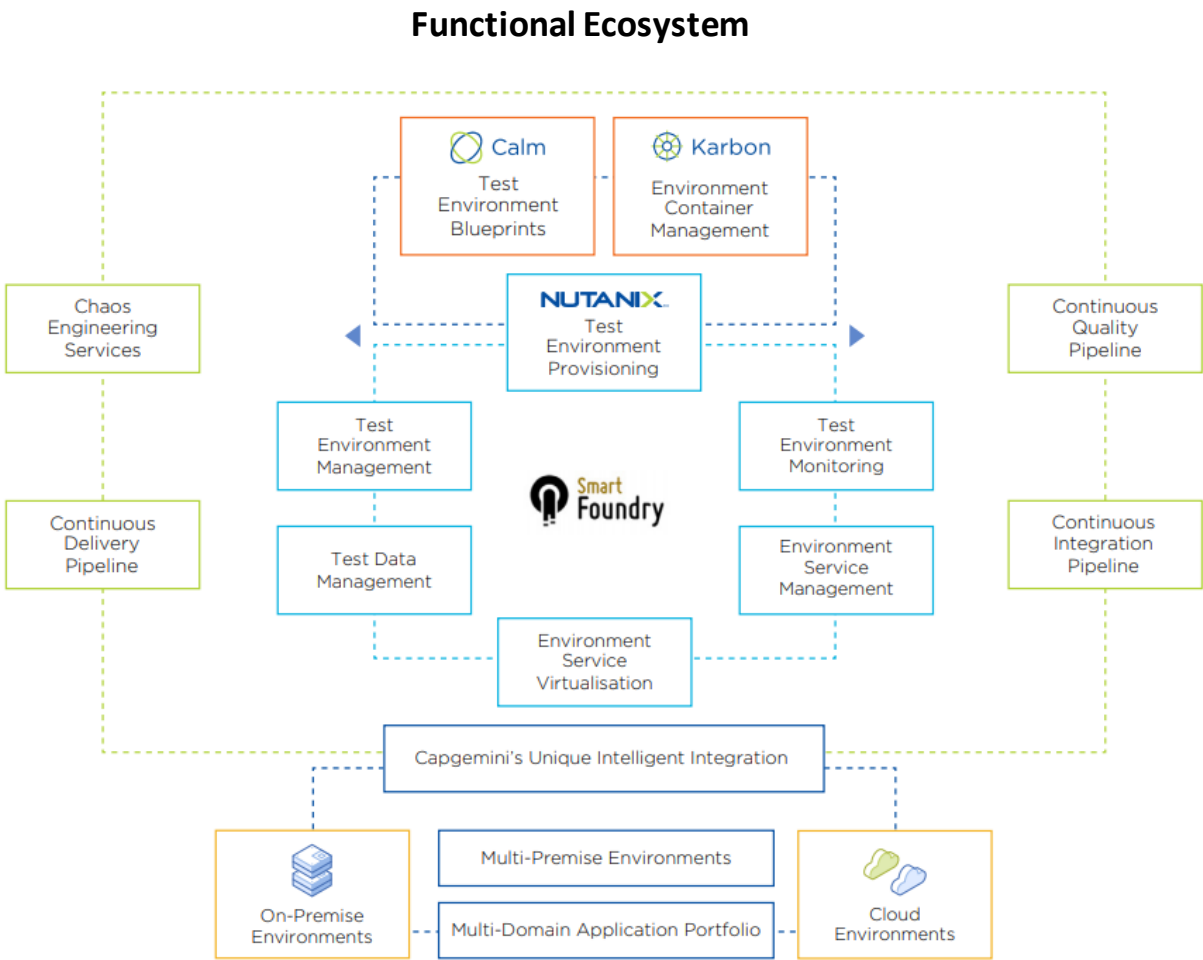 Functional Ecosystem
Calm
Test
Environment
Blueprints
Karbon
Environment
Container
Management
Chaos
Engineering
Services
NUTANIX
Test
Environment
Provisioning
Continuous
Quality
Pipeline
Test
Environment
Management
Test
Environment
Monitoring
Smart
Foundry
Continuous
Delivery
Pipeline
Test Data
Management
Environment
Service
Management
Continuous
Integration
Pipeline
Environment
Service
Virtualisation
Capgemini's Unique Intelligent Integration
On-Premise
Environments
Multi-Premise Environments
Multi-Domain Application Portfolio
Cloud
Environments